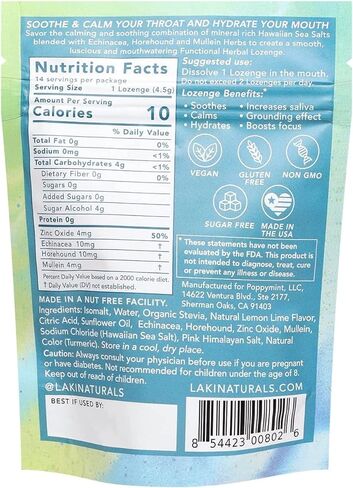 SOOTHE & CALM YOUR THROAT AND HYDRATE YOUR MOUTH
Savor the calming and soothing combination of mineral rich Hawaiian Sea Salts
blended with Echinacea, Horehound and Mullein Herbs to create a smooth,
luscious and mouthwatering Functional Herbal Lozenge.
Nutrition Facts
14 servings per package
Serving Size 1 Lozenge (4.5g)
Amount Per Serving
Calories 10
% Daily Value
Total Fat 0g 0%
Sodium 0mg <1%
Total Carbohydrates 4g <1%
Dietary Fiber 0g 0%
Sugars 0g
Added Sugars 0g
Sugar Alcohol 4g
Protein 0g
Zinc Oxide 4mg 50%
Echinacea 10mg †
Horehound 10mg †
Mullein 4mg †
Percent Daily Value based on a 2000 calorie diet.
† Daily Value (DV) not established.
Suggested use:
Dissolve 1 Lozenge in the mouth.
Do not exceed 2 Lozenges per day.
Lozenge Benefits:*
• Soothes • Increases saliva
• Calms • Grounding effect
• Hydrates • Boosts focus
VEGAN
GLUTEN
FREE
NON GMO
SUGAR FREE
MADE IN
THE USA
* These statements have not been
evaluated by the FDA. This product is
not intended to diagnose, treat, cure
or prevent any illness or disease.
Manufactured for Poppymint, LLC,
14622 Ventura Blvd., Ste 2177,
Sherman Oaks, CA 91403
MADE IN A NUT FREE FACILITY.
Ingredients: Isomalt, Water, Organic Stevia, Natural Lemon Lime Flavor,
Citric Acid, Sunflower Oil, Echinacea, Horehound, Zinc Oxide, Mullein,
Sodium Chloride (Hawaiian Sea Salt), Pink Himalayan Salt, Natural
Color (Turmeric). Store in a cool, dry place.
Caution: Always consult your physician before use if you are pregnant
or have diabetes. Not recommended for children under the age of 8.
Keep out of reach of children.
@LAKINATURALS LAKINATURALS.COM
BEST IF USED BY:
8 54423 00802 6